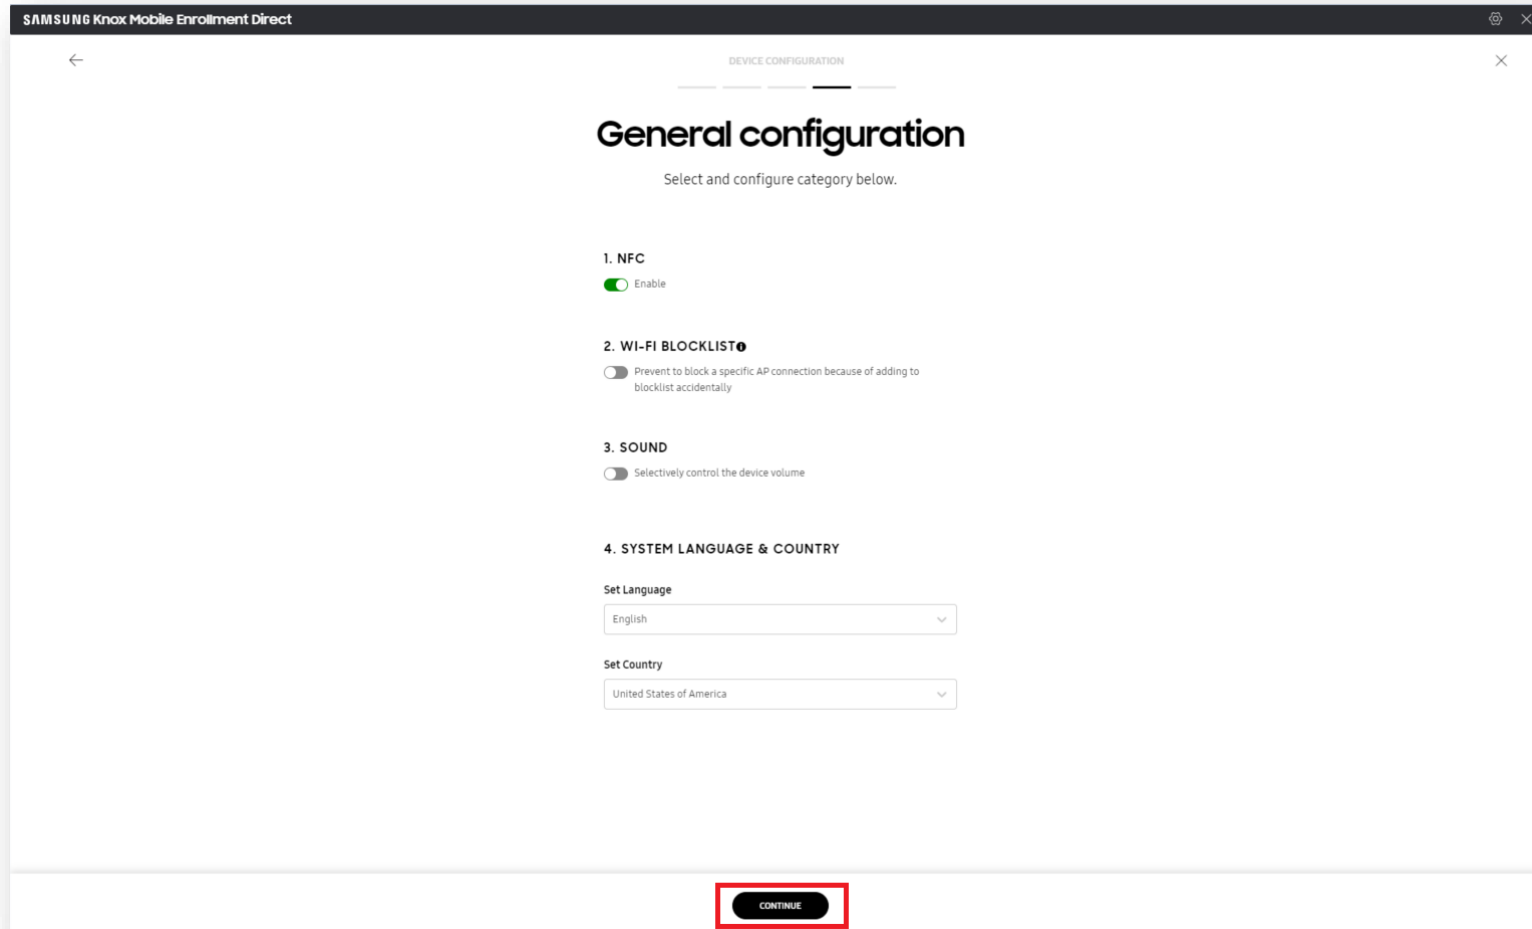 SAMSUNG Knox Mobile Enrollment Direct
DEVICE CONFIGURATION
General configuration
Select and configure category below.
1. NFC
Enable
2. WI-FI BLOCKLIST
Prevent to block a specific AP connection because of adding to
blocklist accidentally
3. SOUND
Selectively control the device volume
4. SYSTEM LANGUAGE & COUNTRY
Set Language
English
Set Country
United States of America
CONTINUE